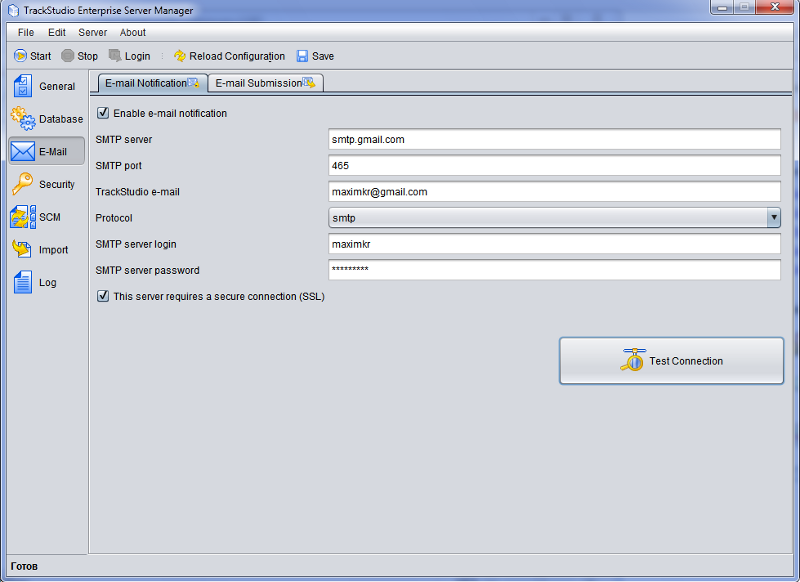 TrackStudio Enterprise Server Manager
File Edit Server About
Start Stop Login Reload Configuration Save
General
Database
E-Mail
Security
SCM
Import
Log
E-mail Notification E-mail Submission
Enable e-mail notification
SMTP server smtp.gmail.com
SMTP port 465
TrackStudio e-mail maximkr@gmail.com
Protocol smtp
SMTP server login maximkr
SMTP server password *********
This server requires a secure connection (SSL)
Test Connection
Готов